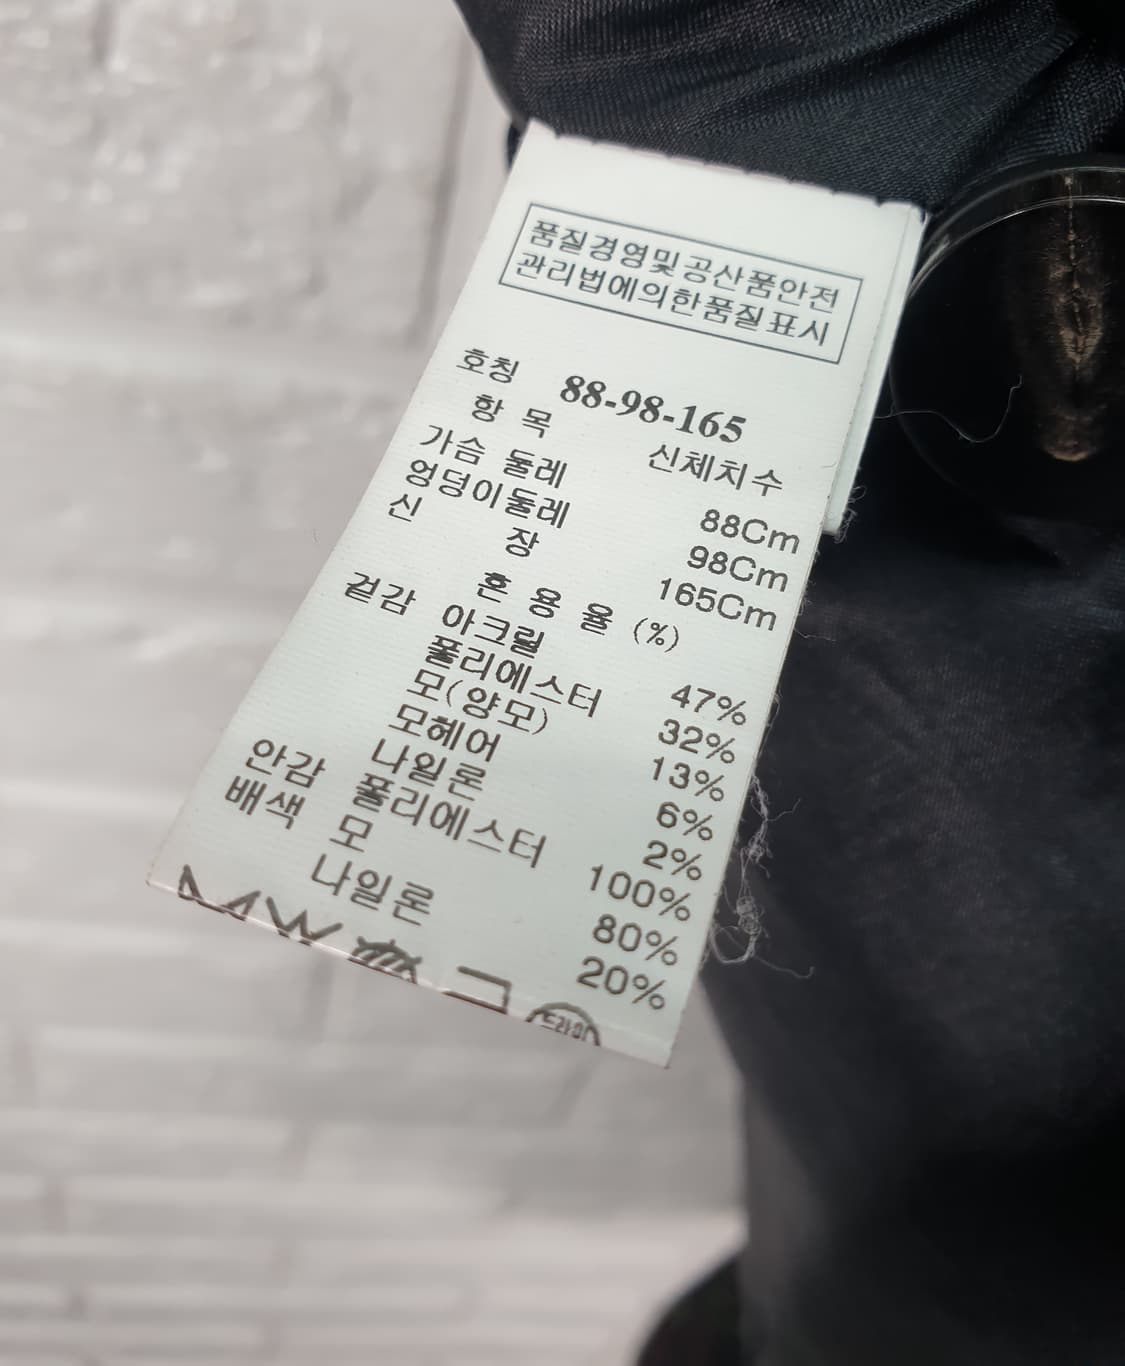 품질경영및공산품안전
관리법에의한품질표시
호칭 88-98-165
항 목 신체치수
가슴 둘레 88Cm
엉덩이둘레 98Cm
신 장 165Cm
혼 용 율 (%)
겉감 아크릴 47%
폴리에스터 32%
모(양모) 13%
모헤어 6%
나일론 2%
안감 폴리에스터 100%
배색 모 80%
나일론 20%
드라이